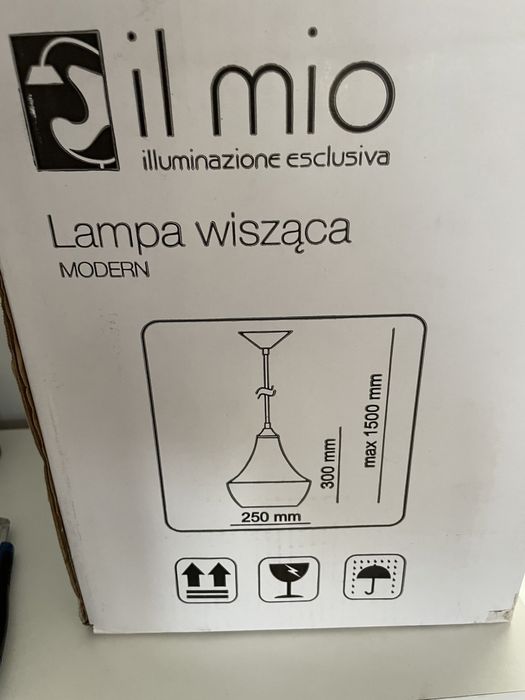 il mio
illuminazione esclusiva
Lampa wisząca
MODERN
300 mm
max 1500 mm
250 mm